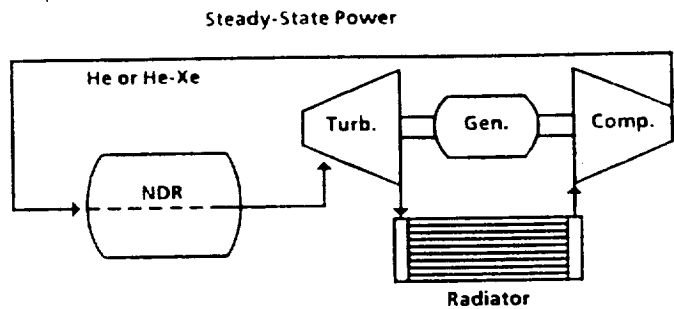 Steady-State Power
He or He-Xe
Turb.
Gen.
Comp.
NDR
Radiator